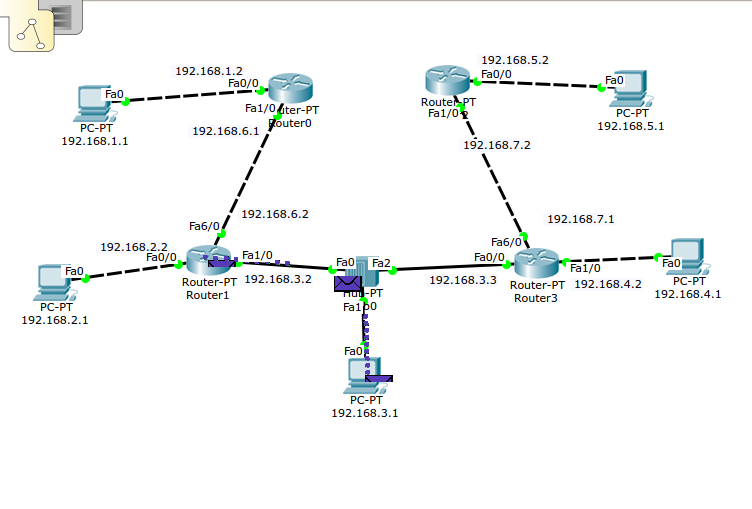 192.168.1.2
Fa0/0
Fa0
PC-PT
192.168.1.1
Fa1/0
Router0
192.168.6.1
192.168.5.2
Fa0/0
Fa0
Router-PT
Fa1/0
PC-PT
192.168.5.1
192.168.7.2
192.168.6.2
Fa6/0
192.168.2.2
Fa0/0
Fa0
PC-PT
192.168.2.1
Fa1/0
192.168.3.2
Router-PT
Router1
Fa0
Fa2
Fa1
Fa0
PC-PT
192.168.3.1
192.168.7.1
Fa6/0
Fa0/0
192.168.3.3
Router-PT
Router3
Fa1/0
192.168.4.2
Fa0
PC-PT
192.168.4.1